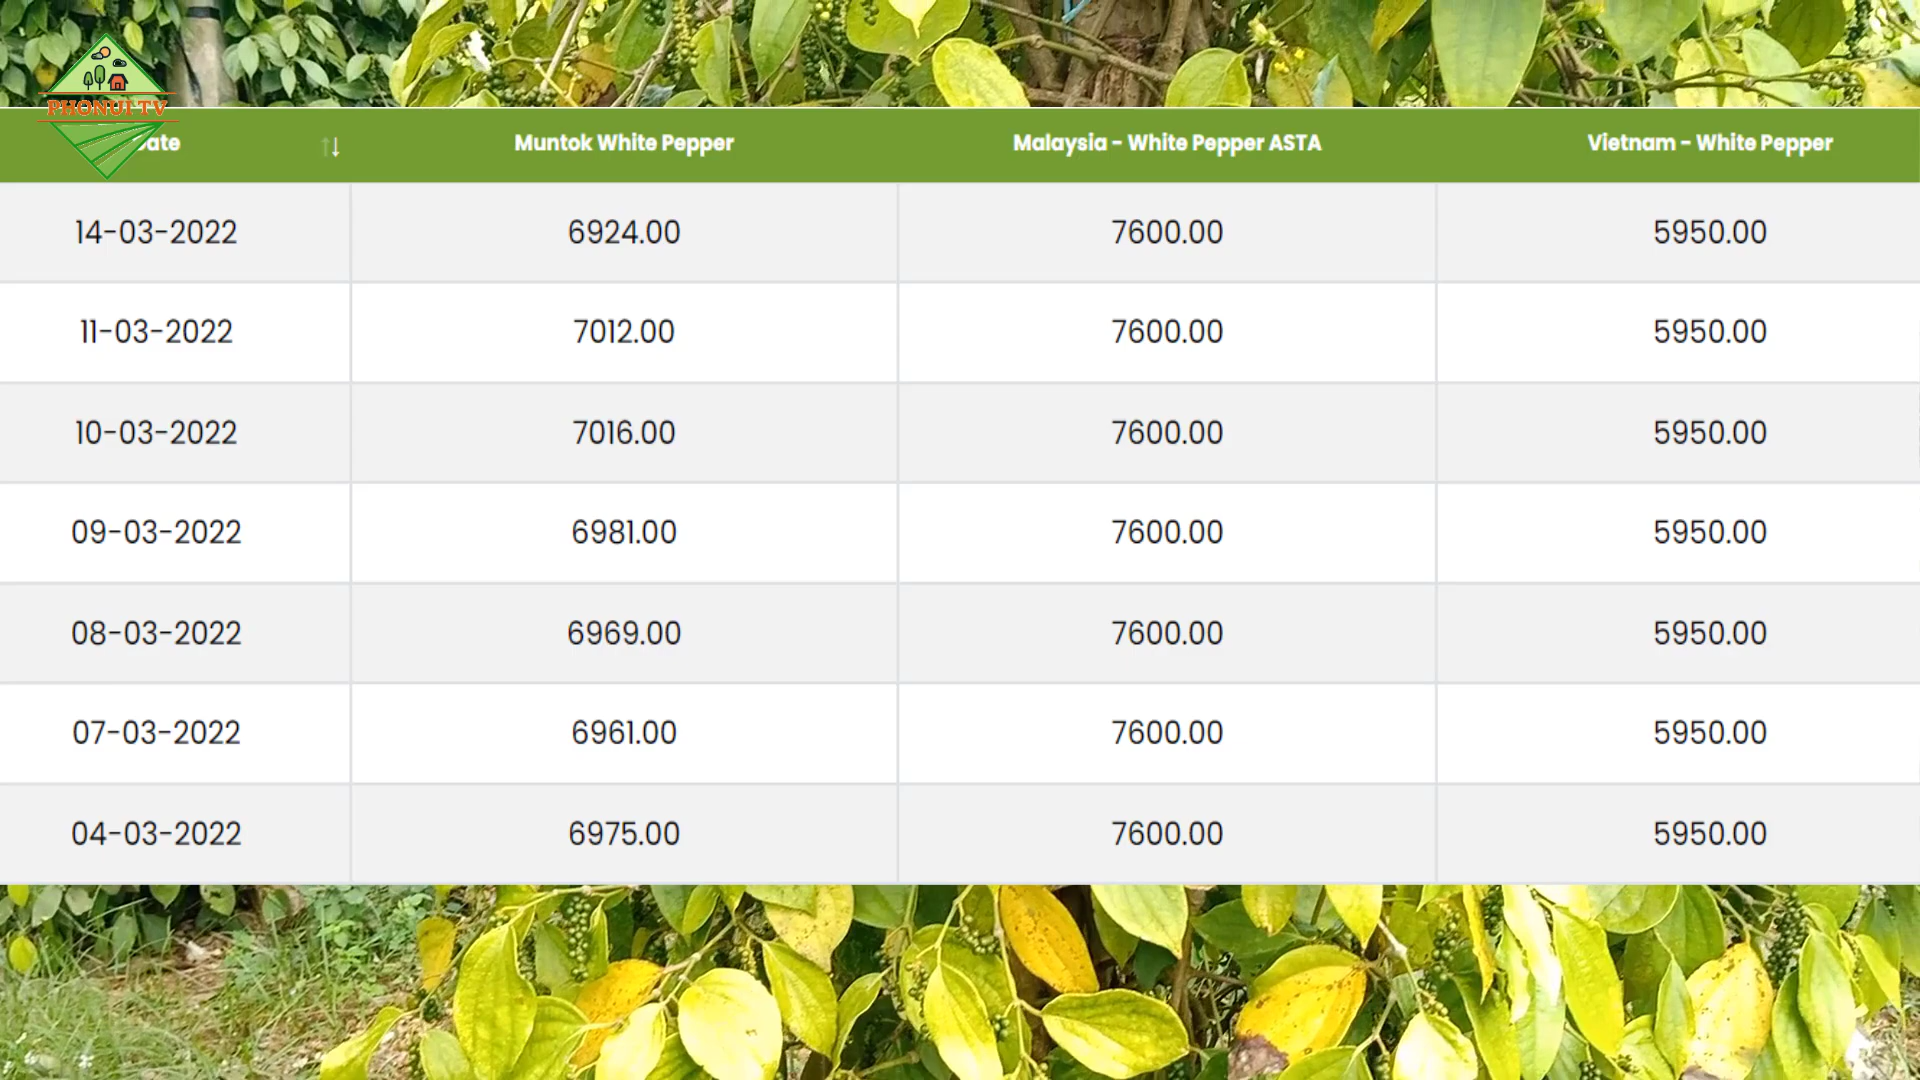 PHONUI TV
Muntok White Pepper Malaysia - White Pepper ASTA Vietnam - White Pepper
14-03-2022 6924.00 7600.00 5950.00
11-03-2022 7012.00 7600.00 5950.00
10-03-2022 7016.00 7600.00 5950.00
09-03-2022 6981.00 7600.00 5950.00
08-03-2022 6969.00 7600.00 5950.00
07-03-2022 6961.00 7600.00 5950.00
04-03-2022 6975.00 7600.00 5950.00